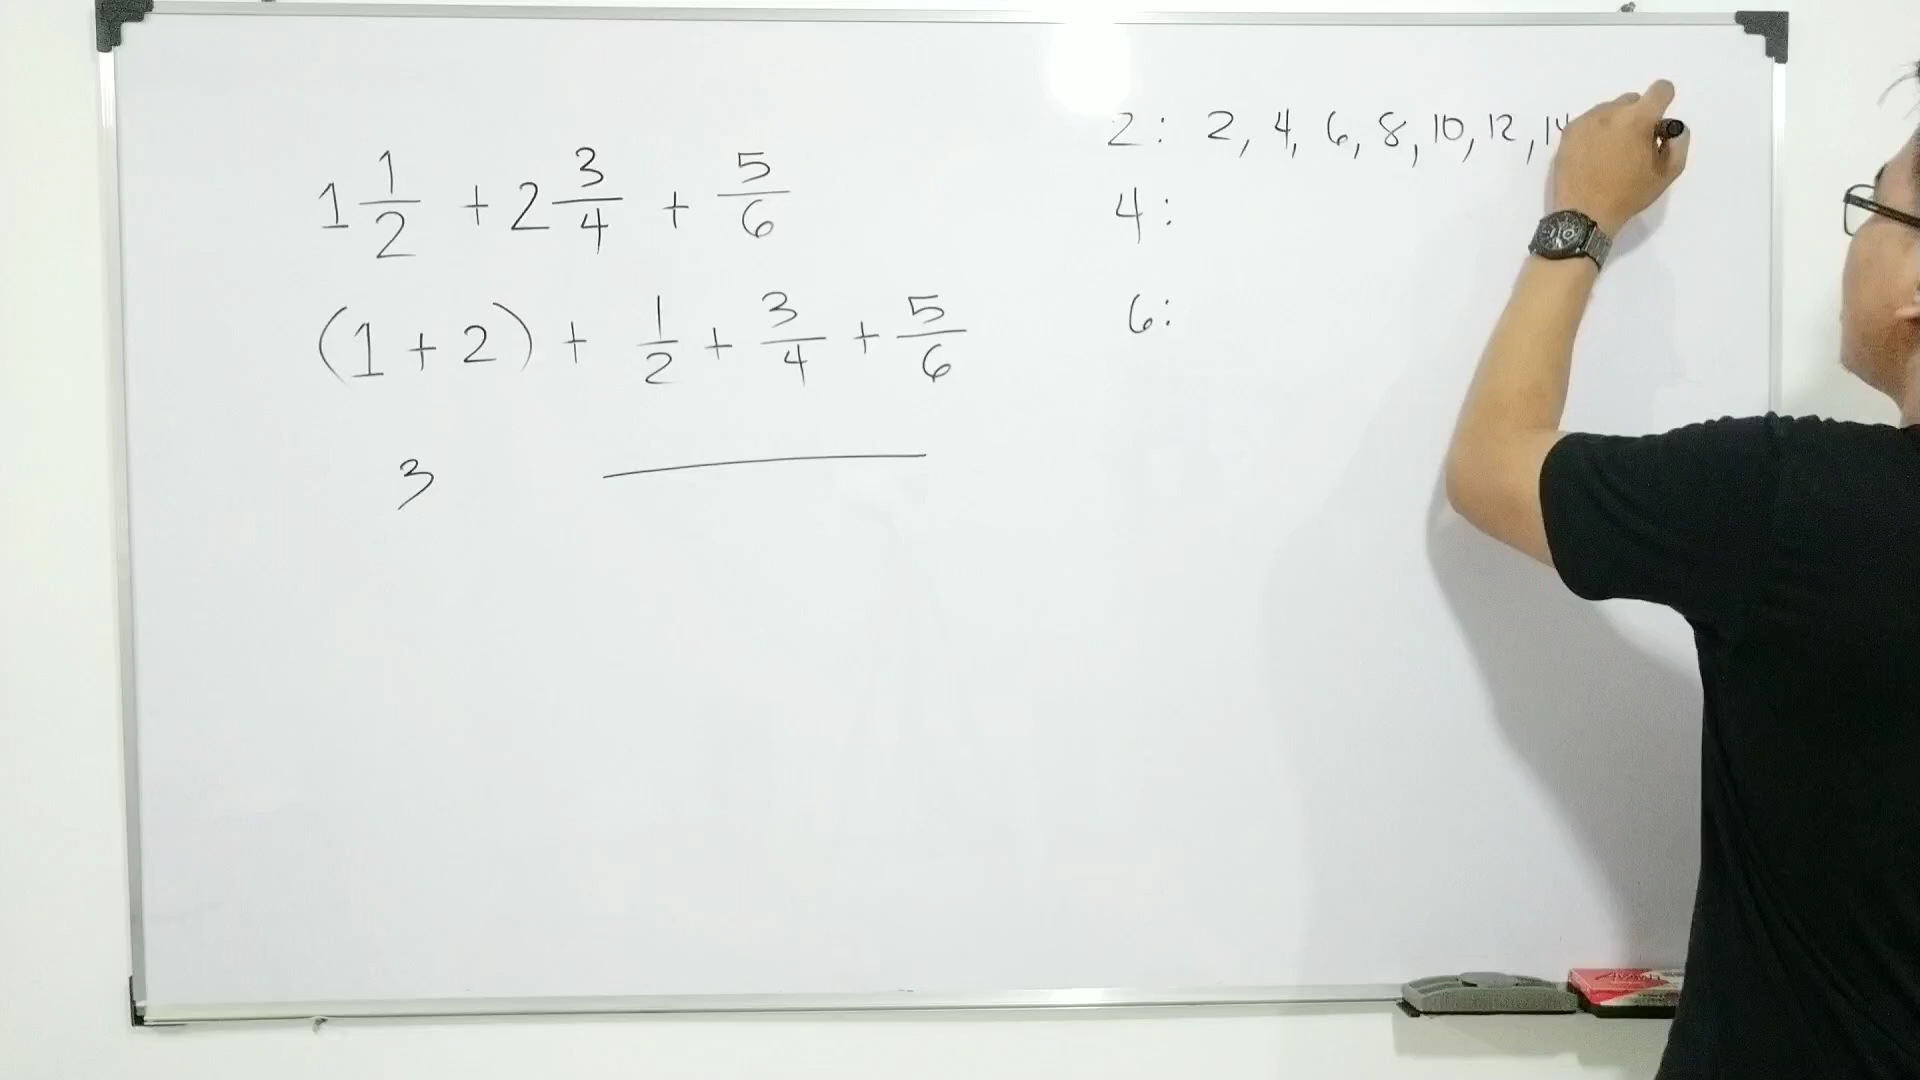 1 1/2 + 2 3/4 + 5/6
(1 + 2) + 1/2 + 3/4 + 5/6
3
2: 2, 4, 6, 8, 10, 12, 14
4:
6: